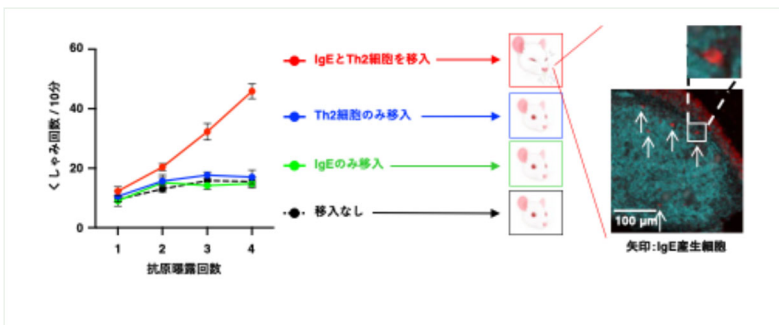 60
40
20
0
くしゃみ回数 / 10分
1 2 3 4
抗原曝露回数
IgEとTh2細胞を移入
Th2細胞のみ移入
IgEのみ移入
移入なし
100 μm
矢印:IgE産生細胞